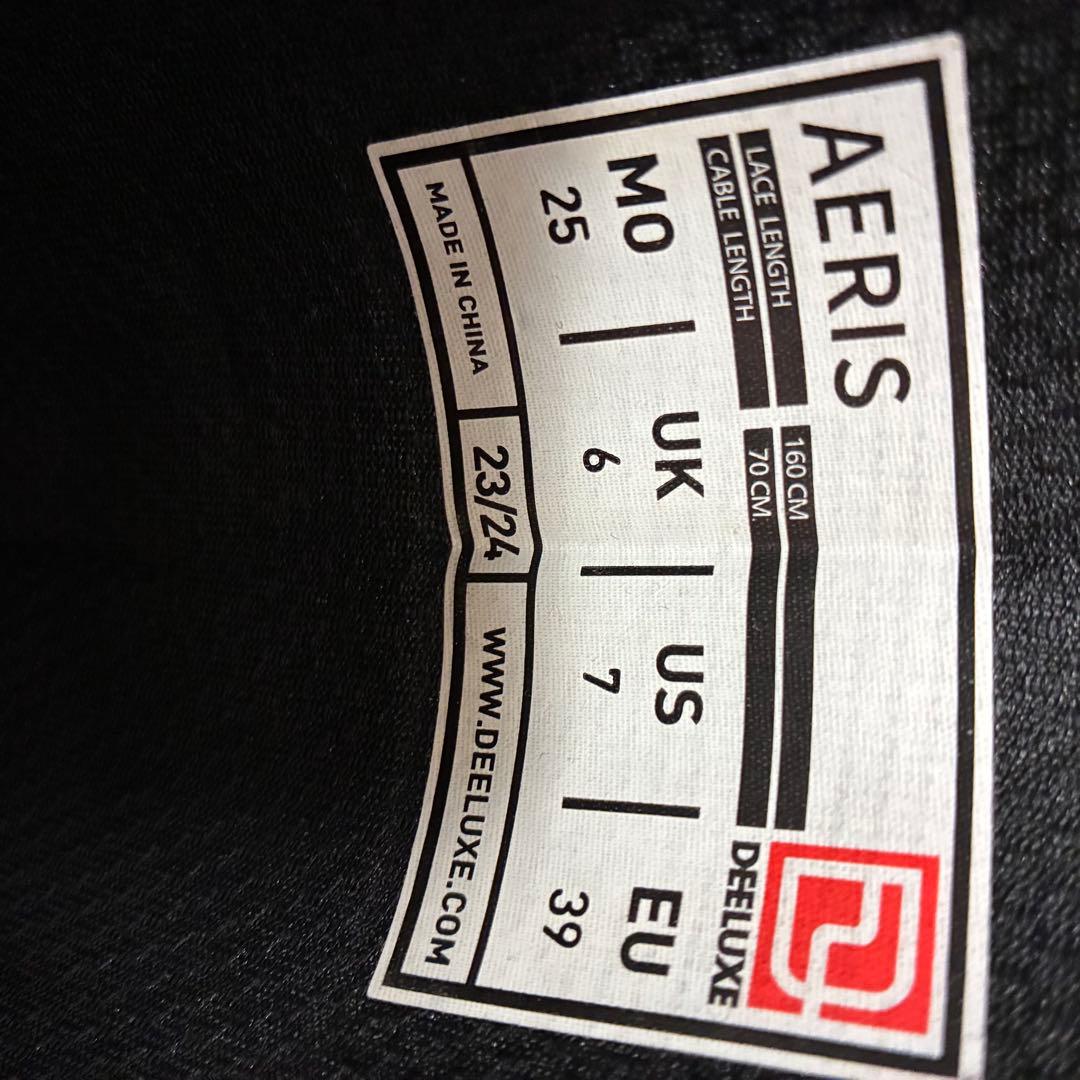 AERIS
LACE LENGTH 160 CM
CABLE LENGTH 70 CM.
DEELUXE
MO | UK | US | EU
25 6 7 39
MADE IN CHINA 23/24 WWW.DEELUXE.COM